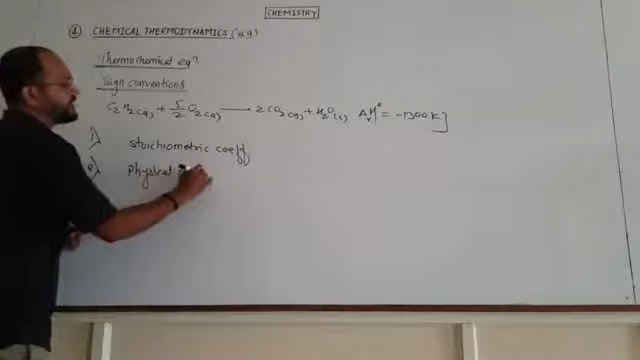 CHEMISTRY
④ CHEMICAL THERMODYNAMICS (49)
Thermochemical eqⁿ
Sign conventions
C₂H₂(g) + 5/2 O₂(g) ⟶ 2CO₂(g) + H₂O(l) ΔᵣH° = -1300 kJ
1) stoichiometric coeff
2) Physical